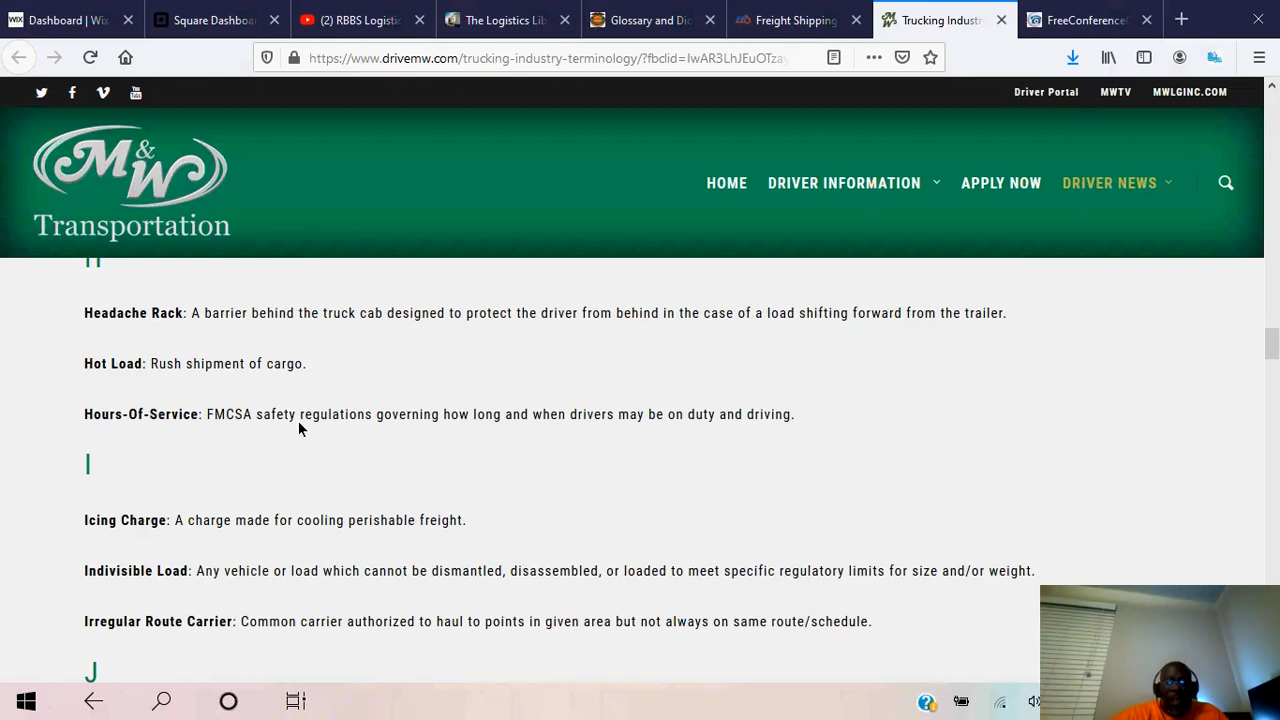 Dashboard | Wix
Square Dashboa
(2) RBBS Logistic
The Logistics Lib
Glossary and Dic
Freight Shipping
Trucking Industr
FreeConference
https://www.drivemw.com/trucking-industry-terminology/?fbclid=IwAR3LhJEuOTzay
Driver Portal
MWTV
MWLGINC.COM
M&W
Transportation
HOME
DRIVER INFORMATION
APPLY NOW
DRIVER NEWS
H
Headache Rack: A barrier behind the truck cab designed to protect the driver from behind in the case of a load shifting forward from the trailer.
Hot Load: Rush shipment of cargo.
Hours-Of-Service: FMCSA safety regulations governing how long and when drivers may be on duty and driving.
I
Icing Charge: A charge made for cooling perishable freight.
Indivisible Load: Any vehicle or load which cannot be dismantled, disassembled, or loaded to meet specific regulatory limits for size and/or weight.
Irregular Route Carrier: Common carrier authorized to haul to points in given area but not always on same route/schedule.
J